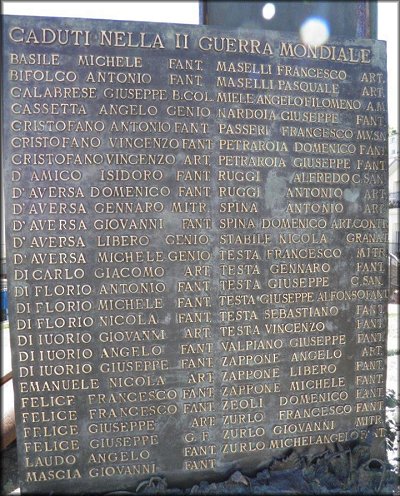 CADUTI NELLA II GUERRA MONDIALE
BASILE MICHELE FANT.
BIFOLCO ANTONIO FANT.
CALABRESE GIUSEPPE B.COL.
CASSETTA ANGELO GENIO
CRISTOFANO ANTONIO FANT.
CRISTOFANO VINCENZO FANT.
CRISTOFANO VINCENZO ART.
D'AMICO ISIDORO FANT.
D'AVERSA DOMENICO FANT.
D'AVERSA GENNARO MITR.
D'AVERSA GIOVANNI FANT.
D'AVERSA LIBERO GENIO
D'AVERSA MICHELE GENIO
DI CARLO GIACOMO ART.
DI FLORIO ANTONIO FANT.
DI FLORIO MICHELE FANT.
DI FLORIO NICOLA FANT.
DI IUORIO GIOVANNI ART.
DI IUORIO ANGELO FANT.
DI IUORIO GIUSEPPE FANT.
EMANUELE NICOLA ART.
FELICE FRANCESCO FANT.
FELICE FRANCESCO FANT.
FELICE GIUSEPPE ART.
FELICE GIUSEPPE G.F.
LAUDO ANGELO FANT.
MASCIA GIOVANNI FANT.
MASELLI FRANCESCO ART.
MASELLI PASQUALE ART.
MIELE ANGELO FILOMENO A.M.
NARDOIA GIUSEPPE FANT.
PASSERI FRANCESCO M.V.S.N.
PETRAROIA DOMENICO FANT.
PETRAROIA GIUSEPPE FANT.
RUGGI ALFREDO C.SAN.
RUGGI ANTONIO ART.
SPINA ANTONIO ART.
SPINA DOMENICO ART.CONTR.
STABILE NICOLA GRANAT.
TESTA FRANCESCO MITR.
TESTA GENNARO FANT.
TESTA GIUSEPPE C.SAN.
TESTA GIUSEPPE ALFONSO FANT.
TESTA SEBASTIANO FANT.
TESTA VINCENZO FANT.
VALPIANO GIUSEPPE FANT.
ZAPPONE ANGELO ART.
ZAPPONE LIBERO FANT.
ZAPPONE MICHELE FANT.
ZEOLI DOMENICO FANT.
ZURLO FRANCESCO FANT.
ZURLO GIOVANNI MITR.
ZURLO MICHELANGELO